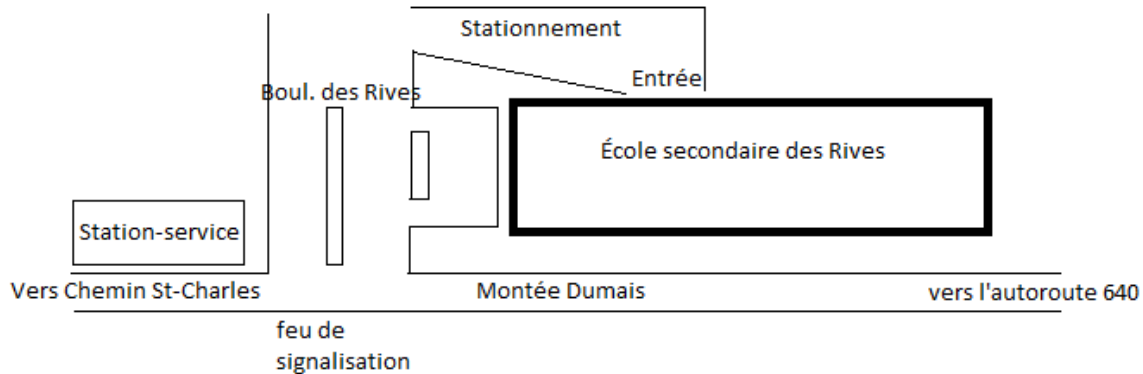 Stationnement
Entrée
Boul. des Rives
École secondaire des Rives
Station-service
Vers Chemin St-Charles
Montée Dumais
vers l'autoroute 640
feu de
signalisation